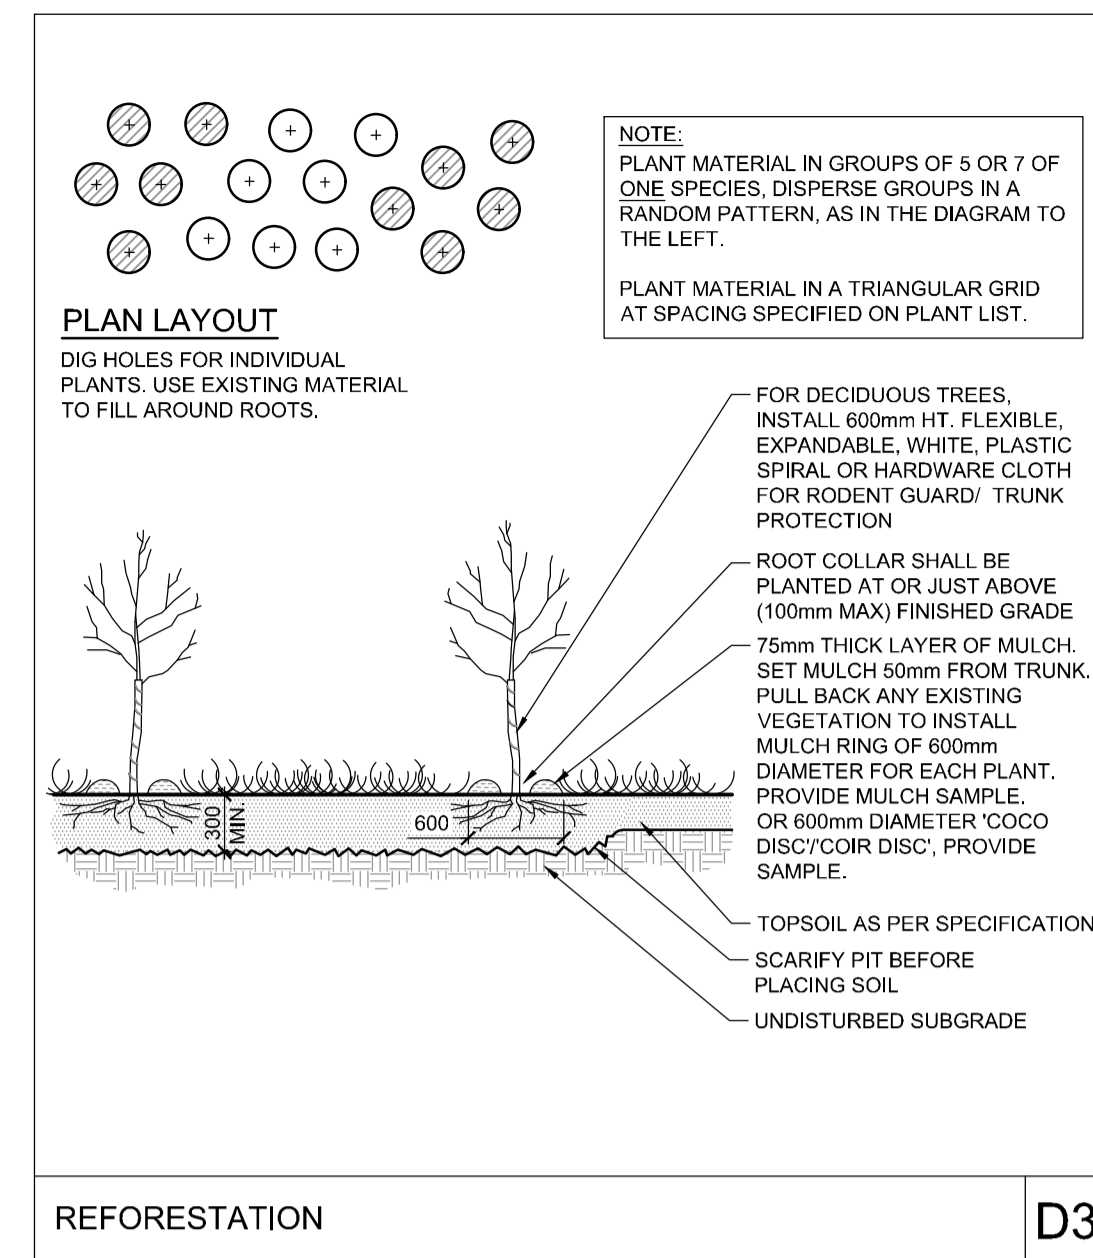 NOTE:
PLANT MATERIAL IN GROUPS OF 5 OR 7 OF
ONE SPECIES, DISPERSE GROUPS IN A
RANDOM PATTERN, AS IN THE DIAGRAM TO
THE LEFT.
PLANT MATERIAL IN A TRIANGULAR GRID
AT SPACING SPECIFIED ON PLANT LIST.
PLAN LAYOUT
DIG HOLES FOR INDIVIDUAL
PLANTS. USE EXISTING MATERIAL
TO FILL AROUND ROOTS.
FOR DECIDUOUS TREES,
INSTALL 600mm HT. FLEXIBLE,
EXPANDABLE, WHITE, PLASTIC
SPIRAL OR HARDWARE CLOTH
FOR RODENT GUARD/ TRUNK
PROTECTION
ROOT COLLAR SHALL BE
PLANTED AT OR JUST ABOVE
(100mm MAX) FINISHED GRADE
75mm THICK LAYER OF MULCH.
SET MULCH 50mm FROM TRUNK.
PULL BACK ANY EXISTING
VEGETATION TO INSTALL
MULCH RING OF 600mm
DIAMETER FOR EACH PLANT.
PROVIDE MULCH SAMPLE.
OR 600mm DIAMETER 'COCO
DISC'/'COIR DISC', PROVIDE
SAMPLE.
300
MIN.
600
TOPSOIL AS PER SPECIFICATION
SCARIFY PIT BEFORE
PLACING SOIL
UNDISTURBED SUBGRADE
REFORESTATION
D3